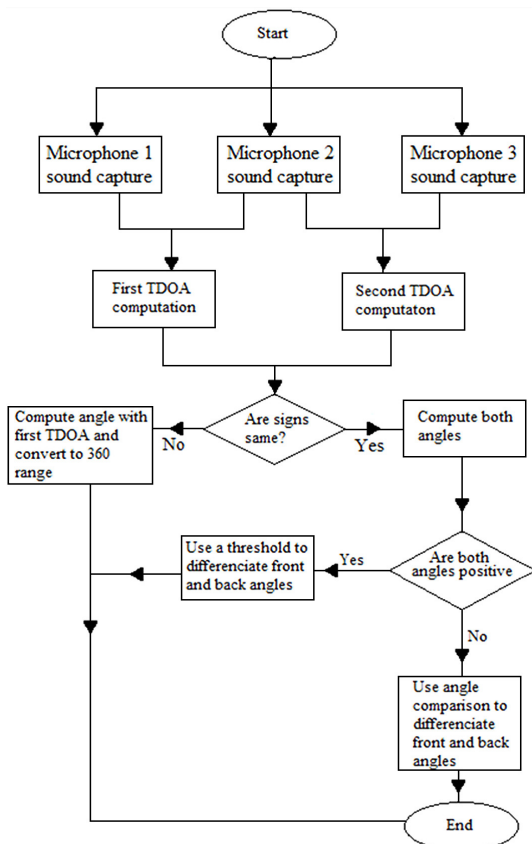 Start
Microphone 1
sound capture
Microphone 2
sound capture
Microphone 3
sound capture
First TDOA
computation
Second TDOA
computaton
Are signs
same?
No
Yes
Compute angle with
first TDOA and
convert to 360
range
Compute both
angles
Are both
angles positive
Yes
Use a threshold to
differenciate front
and back angles
No
Use angle
comparison to
differenciate
front and back
angles
End